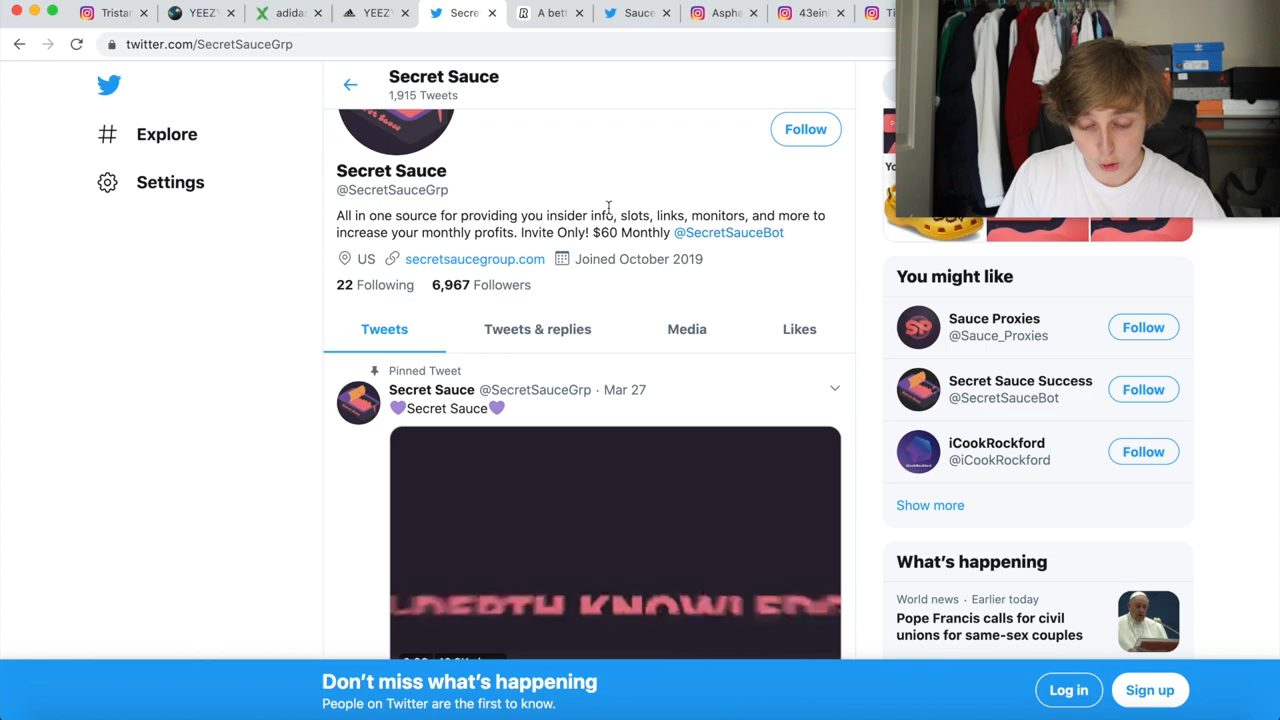 Tristar
YEEZY
adidas
YEEZY
Secre
A bett
Sauce
Aspha
43ein
Ti
twitter.com/SecretSauceGrp
Secret Sauce
1,915 Tweets
Explore
Settings
Follow
Secret Sauce
@SecretSauceGrp
All in one source for providing you insider info, slots, links, monitors, and more to
increase your monthly profits. Invite Only! $60 Monthly @SecretSauceBot
US secretsaucegroup.com Joined October 2019
22 Following 6,967 Followers
Tweets Tweets & replies Media Likes
Pinned Tweet
Secret Sauce @SecretSauceGrp · Mar 27
💜Secret Sauce💜
You might like
Sauce Proxies
@Sauce_Proxies
Follow
Secret Sauce Success
@SecretSauceBot
Follow
iCookRockford
@iCookRockford
Follow
Show more
What's happening
World news · Earlier today
Pope Francis calls for civil
unions for same-sex couples
Don't miss what's happening
People on Twitter are the first to know.
Log in
Sign up